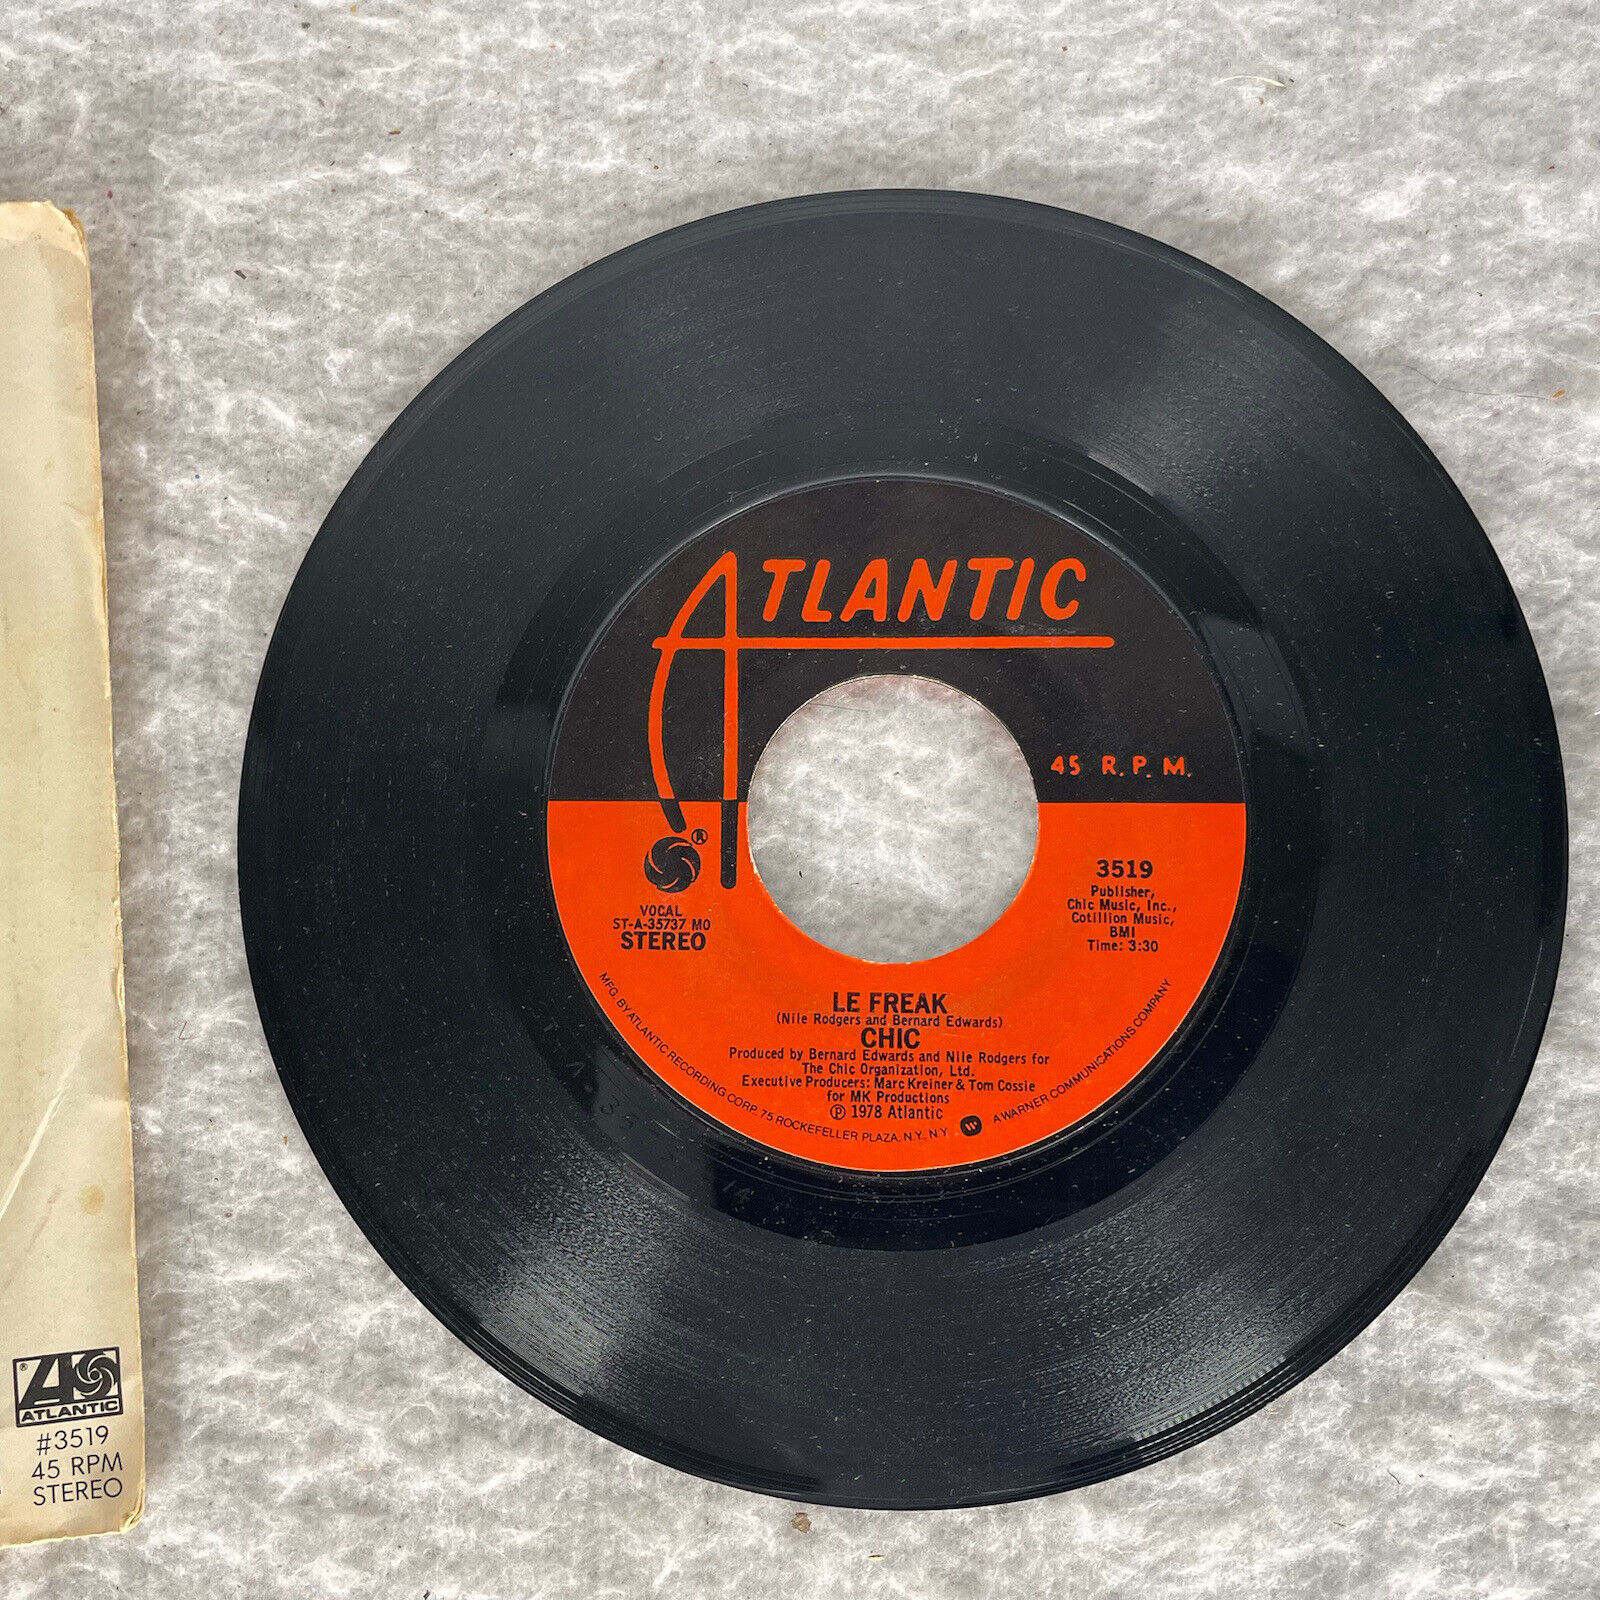 ATLANTIC
45 R.P.M.
®
VOCAL
ST-A-35737 MO
STEREO
3519
Publisher,
Chic Music, Inc.,
Cotillion Music,
BMI
Time: 3:30
LE FREAK
(Nile Rodgers and Bernard Edwards)
CHIC
Produced by Bernard Edwards and Nile Rodgers for
The Chic Organization, Ltd.
Executive Producers: Marc Kreiner & Tom Cossie
for MK Productions
Ⓟ 1978 Atlantic
MFG. BY ATLANTIC RECORDING CORP. 75 ROCKEFELLER PLAZA, N.Y., N.Y. A WARNER COMMUNICATIONS COMPANY
14
®
ATLANTIC
#3519
45 RPM
STEREO